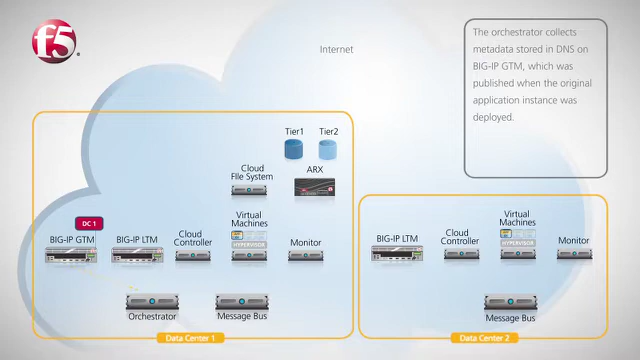 f5
Internet
The orchestrator collects
metadata stored in DNS on
BIG-IP GTM, which was
published when the original
application instance was
deployed.
Tier1
Tier2
Cloud
File System
ARX
DC 1
BIG-IP GTM
BIG-IP LTM
Cloud
Controller
Virtual
Machines
HYPERVISOR
Monitor
Orchestrator
Message Bus
Data Center 1
BIG-IP LTM
Cloud
Controller
Virtual
Machines
HYPERVISOR
Monitor
Message Bus
Data Center 2